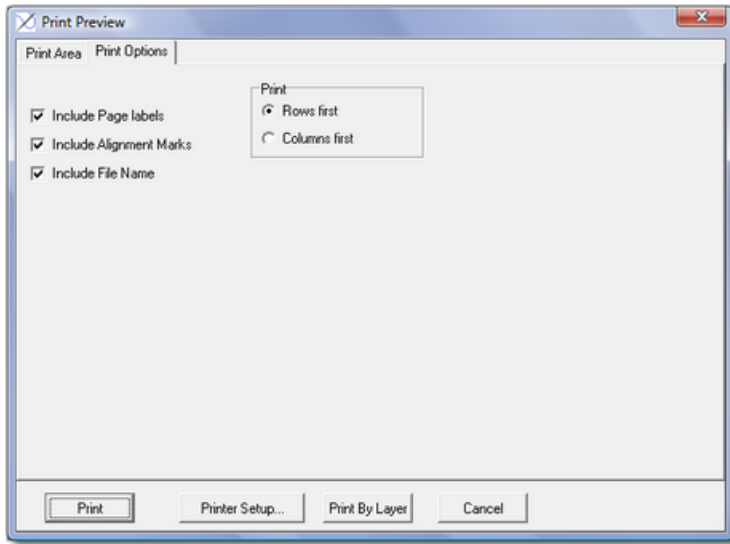 Print Preview
Print Area Print Options
Print
Include Page labels
Rows first
Include Alignment Marks
Columns first
Include File Name
Print Printer Setup... Print By Layer Cancel